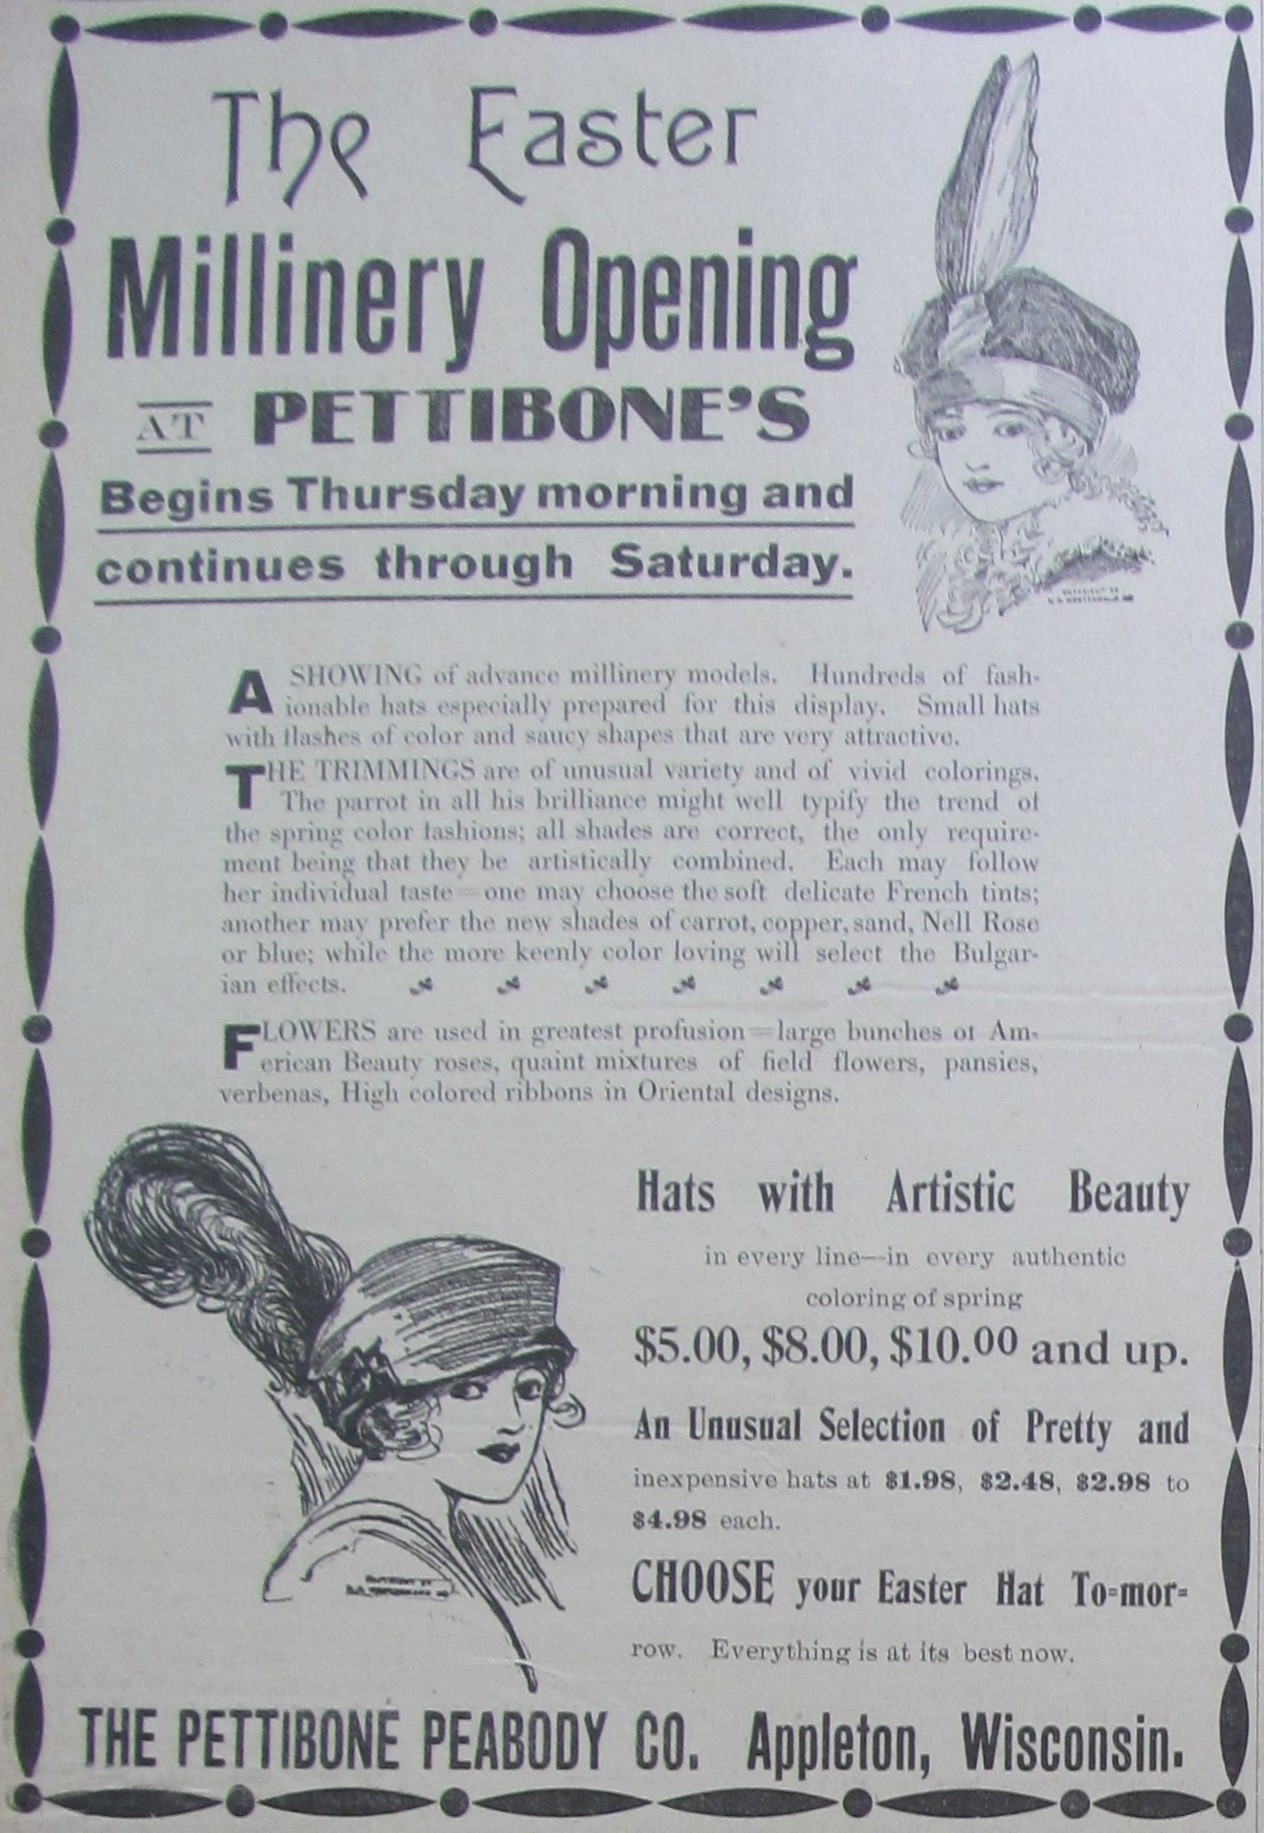 The Easter
Millinery Opening
AT PETTIBONE'S
Begins Thursday morning and
continues through Saturday.
A SHOWING of advance millinery models. Hundreds of fash-
ionable hats especially prepared for this display. Small hats
with flashes of color and saucy shapes that are very attractive.
THE TRIMMINGS are of unusual variety and of vivid colorings.
The parrot in all his brilliance might well typify the trend of
the spring color fashions; all shades are correct, the only require-
ment being that they be artistically combined. Each may follow
her individual taste=one may choose the soft delicate French tints;
another may prefer the new shades of carrot, copper, sand, Nell Rose
or blue; while the more keenly color loving will select the Bulgar-
ian effects.
FLOWERS are used in greatest profusion=large bunches of Am-
erican Beauty roses, quaint mixtures of field flowers, pansies,
verbenas, High colored ribbons in Oriental designs.
Hats with Artistic Beauty
in every line—in every authentic
coloring of spring
$5.00, $8.00, $10.00 and up.
An Unusual Selection of Pretty and
inexpensive hats at $1.98, $2.48, $2.98 to
$4.98 each.
CHOOSE your Easter Hat To=mor=
row. Everything is at its best now.
THE PETTIBONE PEABODY CO. Appleton, Wisconsin.